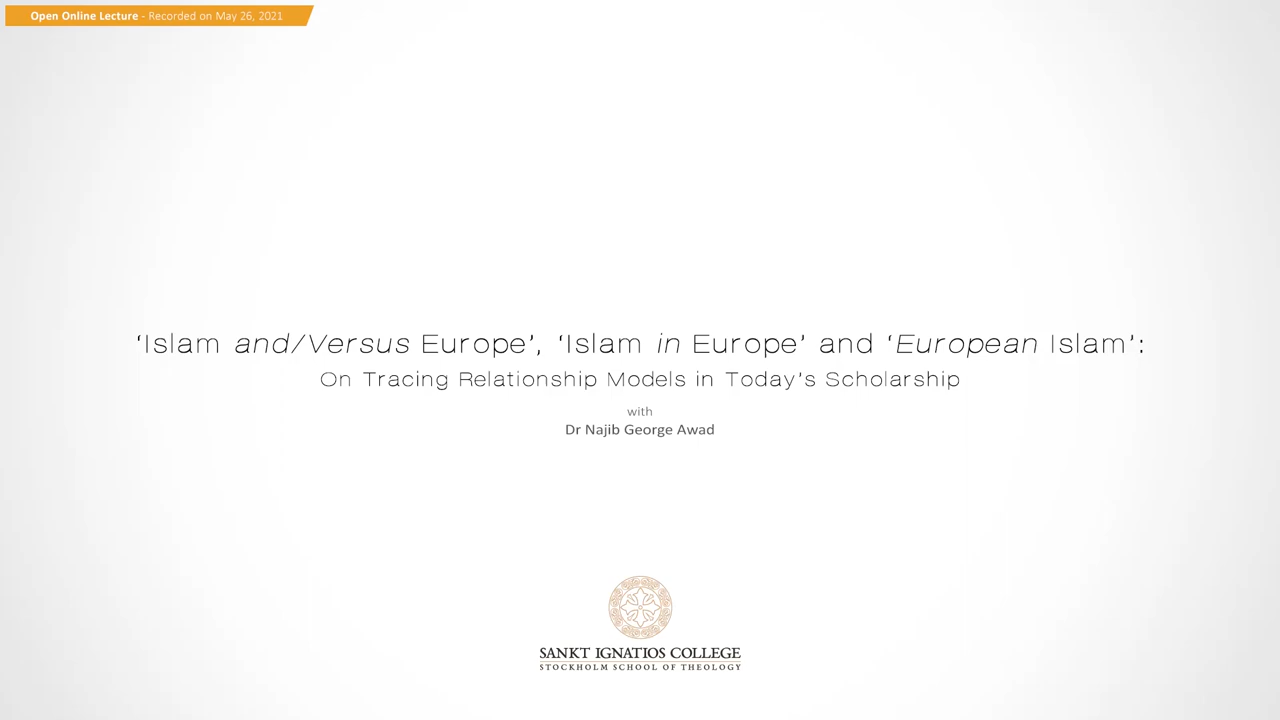 Open Online Lecture - Recorded on May 26, 2021
‘Islam and/Versus Europe’, ‘Islam in Europe’ and ‘European Islam’:
On Tracing Relationship Models in Today’s Scholarship
with
Dr Najib George Awad
SANKT IGNATIOS COLLEGE
STOCKHOLM SCHOOL OF THEOLOGY